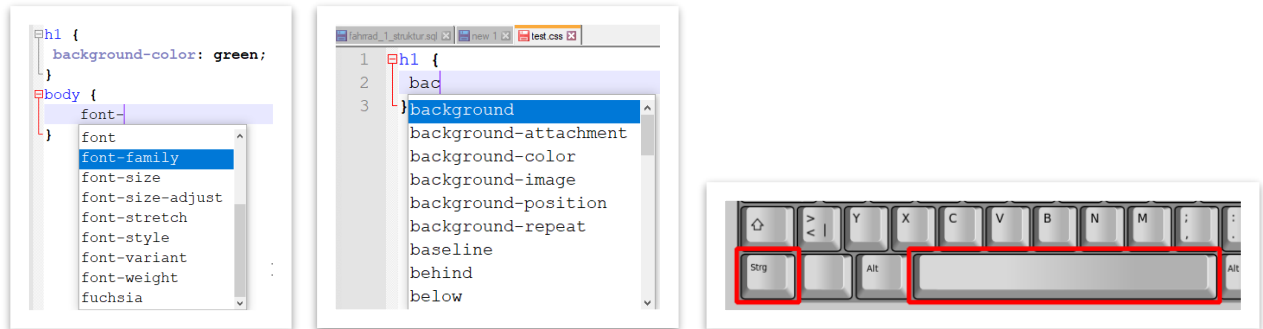 h1 {
background-color: green;
}
body {
font-
}
font
font-family
font-size
font-size-adjust
font-stretch
font-style
font-variant
font-weight
fuchsia
fahrrad_1_struktur.sql new 1 test.css
1 h1 {
2 bac
3 }
background
background-attachment
background-color
background-image
background-position
background-repeat
baseline
behind
below
> Y X C V B N M ; :
< | , .
Strg Alt Alt